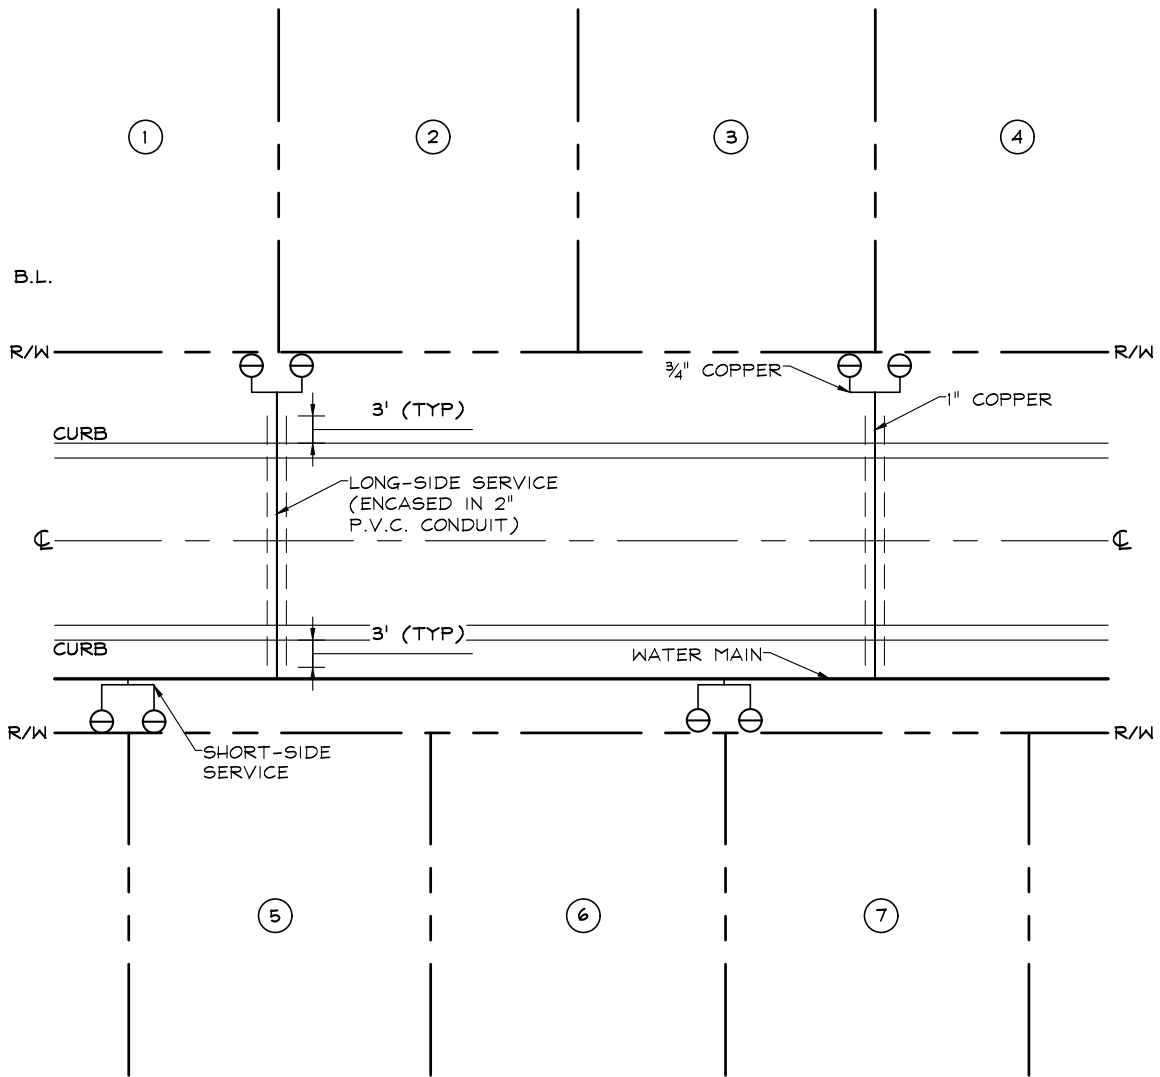 1
2
3
4
B.L.
R/W
R/W
3/4" COPPER
1" COPPER
3' (TYP)
CURB
LONG-SIDE SERVICE
(ENCASED IN 2"
P.V.C. CONDUIT)
℄
℄
3' (TYP)
CURB
WATER MAIN
R/W
R/W
SHORT-SIDE
SERVICE
5
6
7